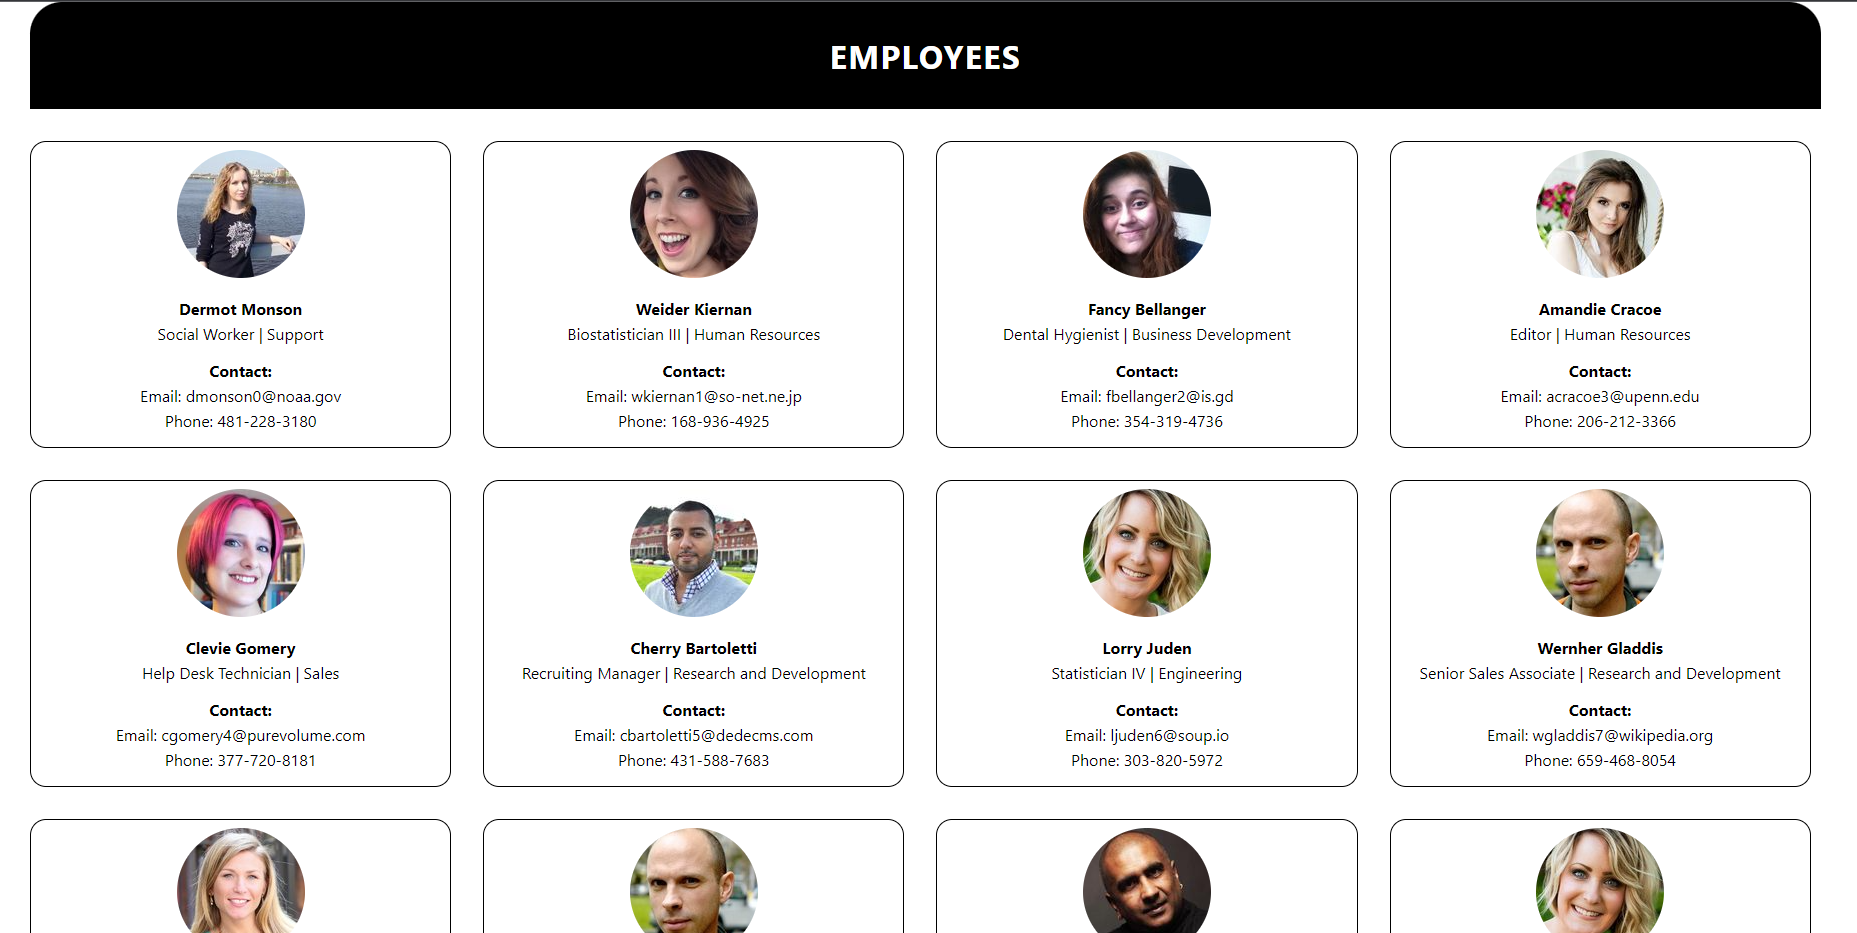 EMPLOYEES
Dermot Monson
Social Worker | Support
Contact:
Email: dmonson0@noaa.gov
Phone: 481-228-3180
Weider Kiernan
Biostatistician III | Human Resources
Contact:
Email: wkiernan1@so-net.ne.jp
Phone: 168-936-4925
Fancy Bellanger
Dental Hygienist | Business Development
Contact:
Email: fbellanger2@is.gd
Phone: 354-319-4736
Amandie Cracoe
Editor | Human Resources
Contact:
Email: acracoe3@upenn.edu
Phone: 206-212-3366
Clevie Gomery
Help Desk Technician | Sales
Contact:
Email: cgomery4@purevolume.com
Phone: 377-720-8181
Cherry Bartoletti
Recruiting Manager | Research and Development
Contact:
Email: cbartoletti5@dedecms.com
Phone: 431-588-7683
Lorry Juden
Statistician IV | Engineering
Contact:
Email: ljuden6@soup.io
Phone: 303-820-5972
Wernher Gladdis
Senior Sales Associate | Research and Development
Contact:
Email: wgladdis7@wikipedia.org
Phone: 659-468-8054